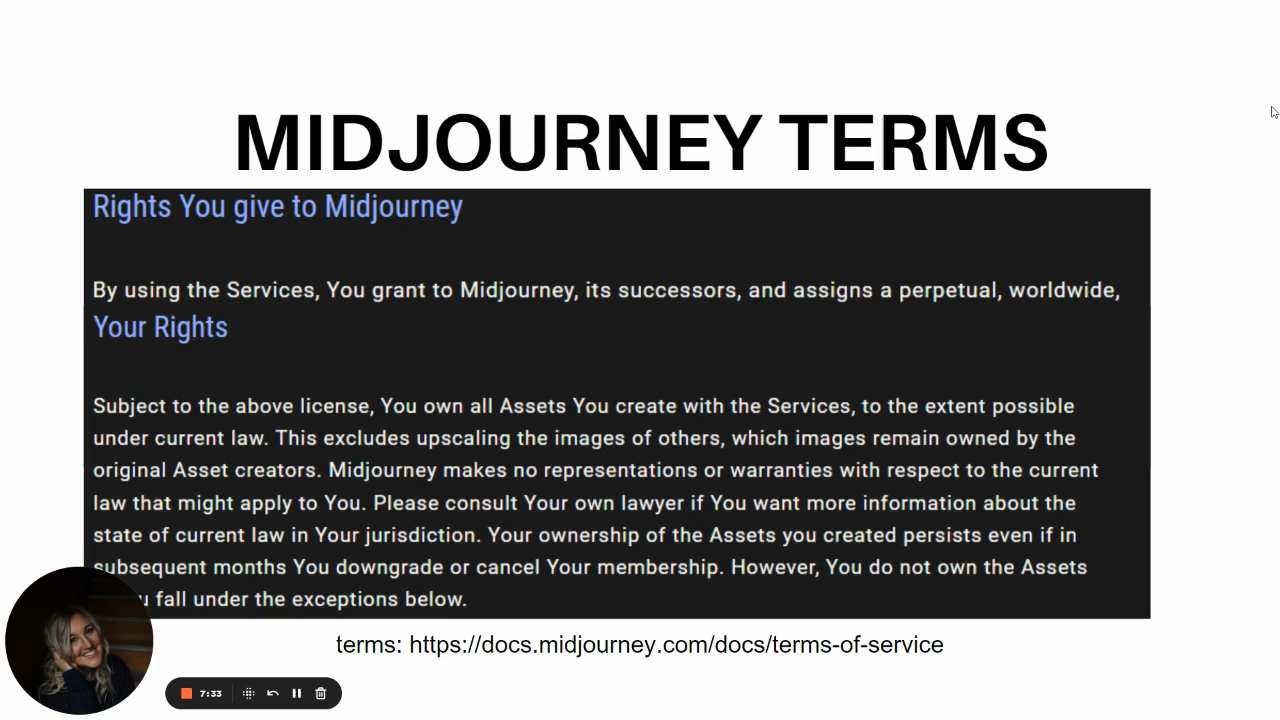 MIDJOURNEY TERMS
Rights You give to Midjourney
By using the Services, You grant to Midjourney, its successors, and assigns a perpetual, worldwide,
Your Rights
Subject to the above license, You own all Assets You create with the Services, to the extent possible
under current law. This excludes upscaling the images of others, which images remain owned by the
original Asset creators. Midjourney makes no representations or warranties with respect to the current
law that might apply to You. Please consult Your own lawyer if You want more information about the
state of current law in Your jurisdiction. Your ownership of the Assets you created persists even if in
subsequent months You downgrade or cancel Your membership. However, You do not own the Assets
fall under the exceptions below.
terms: https://docs.midjourney.com/docs/terms-of-service
7:33